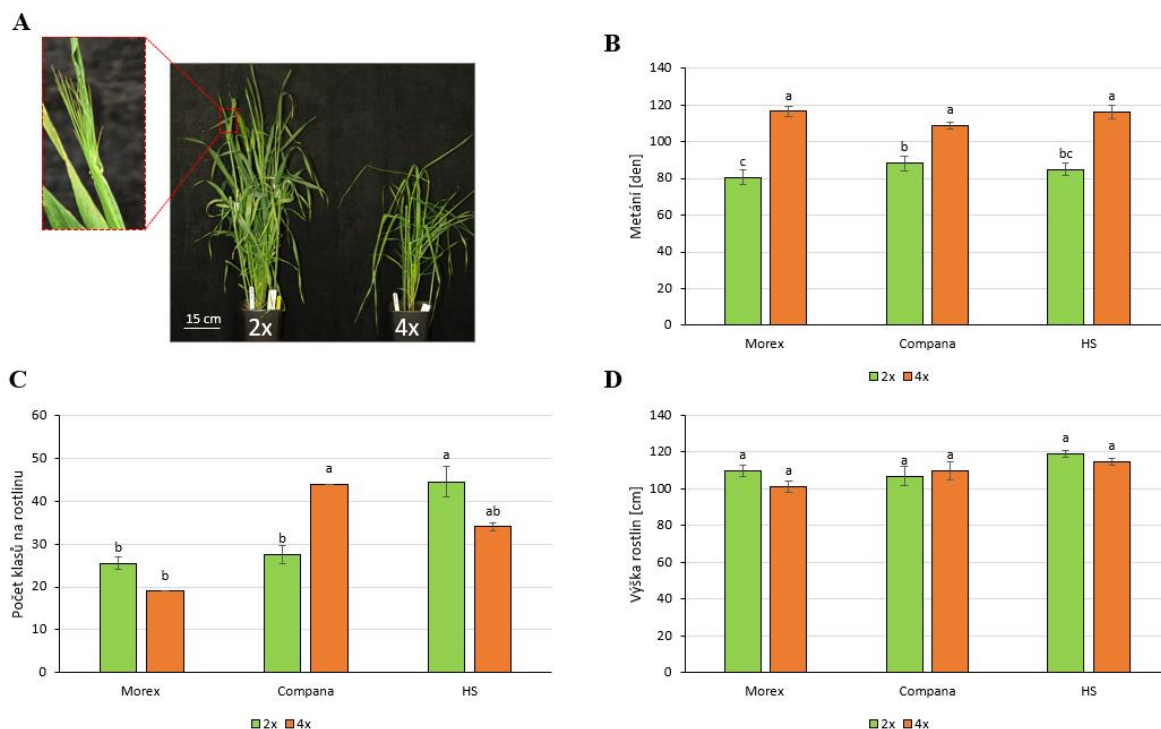 A
15 cm
2x
4x
B
Metání [den]
140
120
100
80
60
40
20
0
c
a
b
a
bc
a
Morex
Compana
HS
2x
4x
C
Počet klasů na rostlinu
60
50
40
30
20
10
0
b
b
b
a
a
ab
Morex
Compana
HS
2x
4x
D
Výška rostlin [cm]
140
120
100
80
60
40
20
0
a
a
a
a
a
a
Morex
Compana
HS
2x
4x